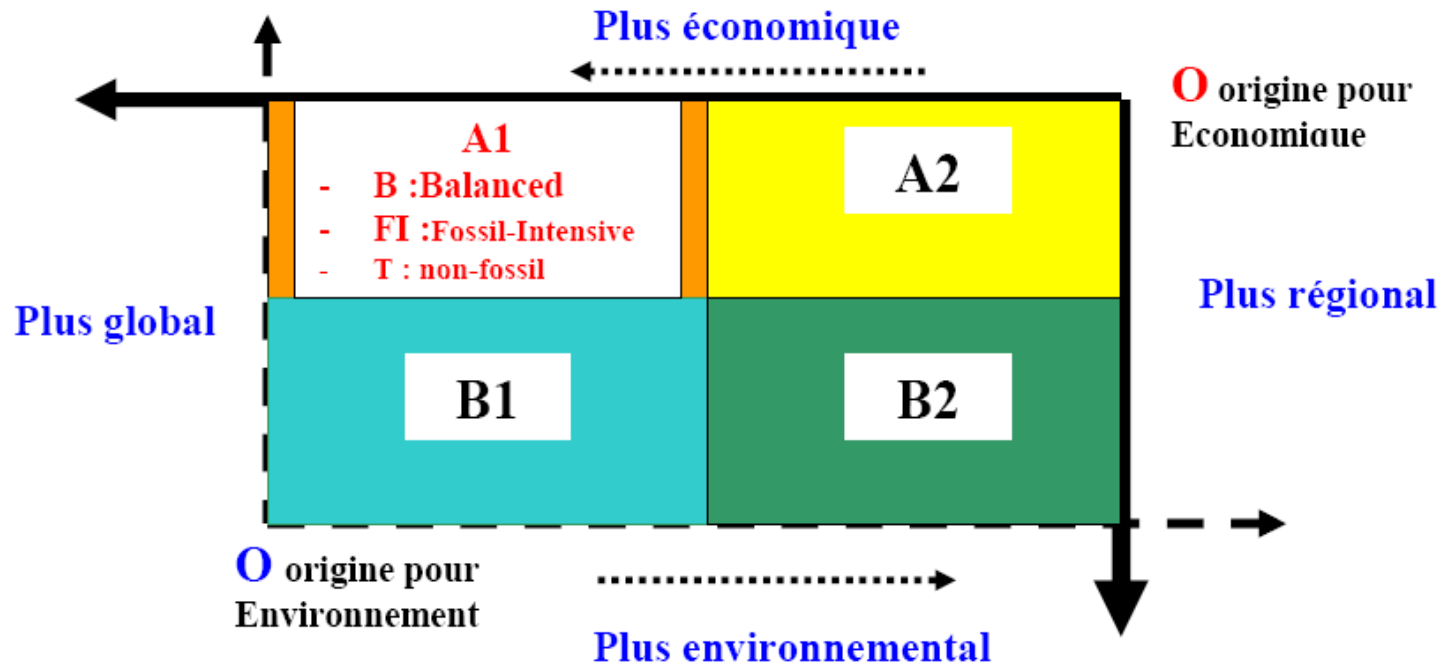 Plus économique
O origine pour
Economique
A1
- B :Balanced
- FI :Fossil-Intensive
- T : non-fossil
A2
Plus global
Plus régional
B1
B2
O origine pour
Environnement
Plus environmental